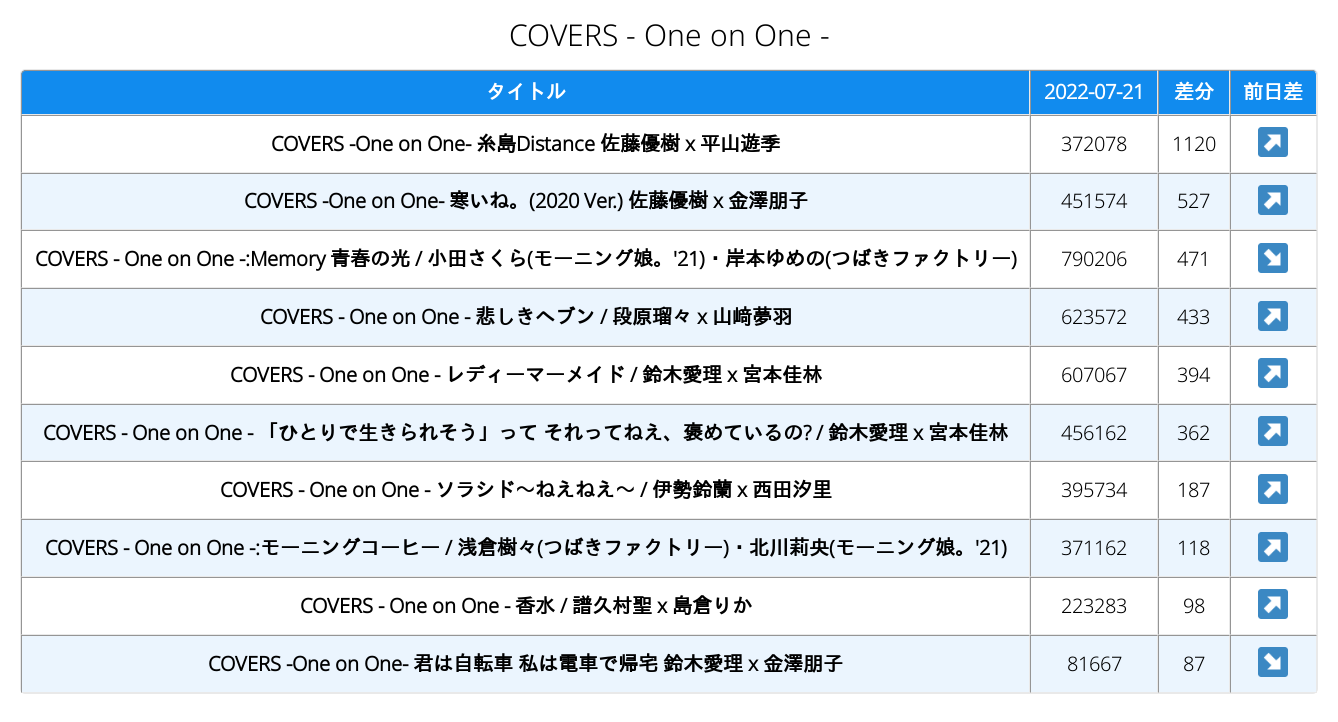 COVERS - One on One -
タイトル 2022-07-21 差分 前日差
COVERS -One on One- 糸島Distance 佐藤優樹 x 平山遊季 372078 1120 ↗
COVERS -One on One- 寒いね。(2020 Ver.) 佐藤優樹 x 金澤朋子 451574 527 ↗
COVERS - One on One -:Memory 青春の光 / 小田さくら(モーニング娘。'21)・岸本ゆめの(つばきファクトリー) 790206 471 ↘
COVERS - One on One - 悲しきヘブン / 段原瑠々 x 山﨑夢羽 623572 433 ↗
COVERS - One on One - レディーマーメイド / 鈴木愛理 x 宮本佳林 607067 394 ↗
COVERS - One on One - 「ひとりで生きられそう」って それってねえ、褒めているの? / 鈴木愛理 x 宮本佳林 456162 362 ↗
COVERS - One on One - ソラシド〜ねえねえ〜 / 伊勢鈴蘭 x 西田汐里 395734 187 ↗
COVERS - One on One -:モーニングコーヒー / 浅倉樹々(つばきファクトリー)・北川莉央(モーニング娘。'21) 371162 118 ↗
COVERS - One on One - 香水 / 譜久村聖 x 島倉りか 223283 98 ↗
COVERS -One on One- 君は自転車 私は電車で帰宅 鈴木愛理 x 金澤朋子 81667 87 ↘